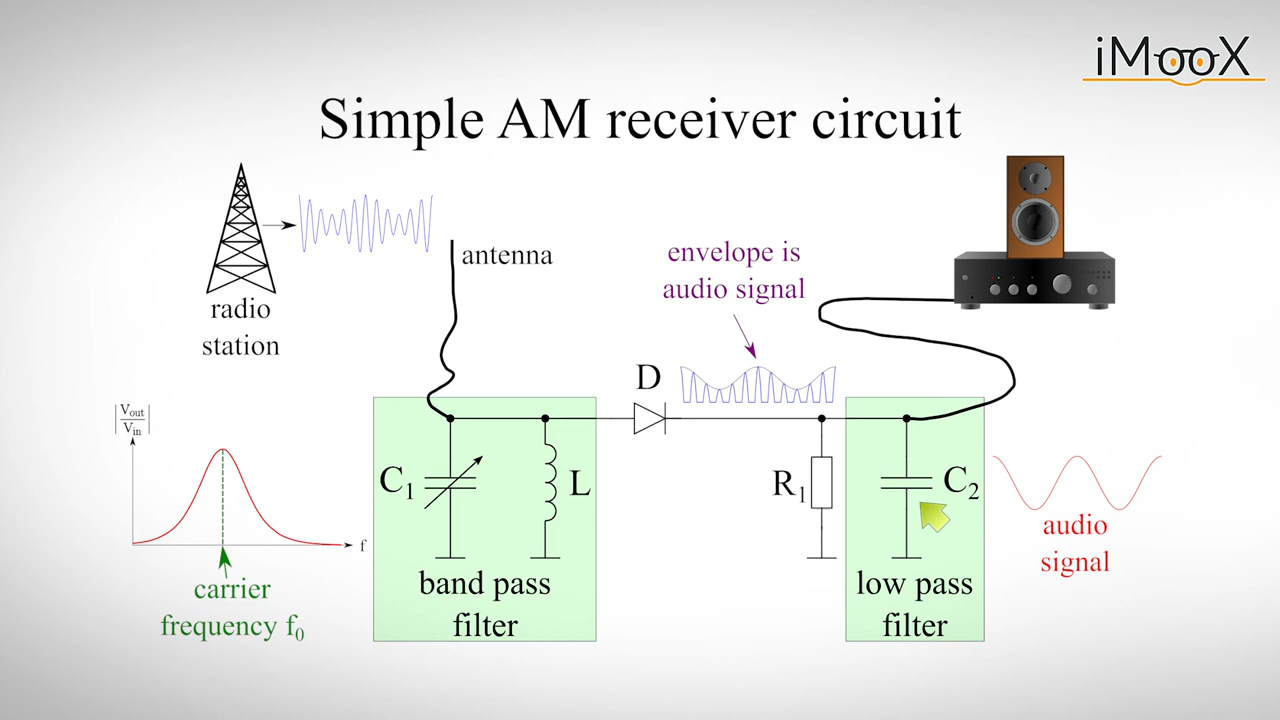 iMooX
Simple AM receiver circuit
radio
station
antenna
envelope is
audio signal
D
|Vout/Vin|
f
carrier
frequency f₀
C₁
L
band pass
filter
R₁
C₂
low pass
filter
audio
signal